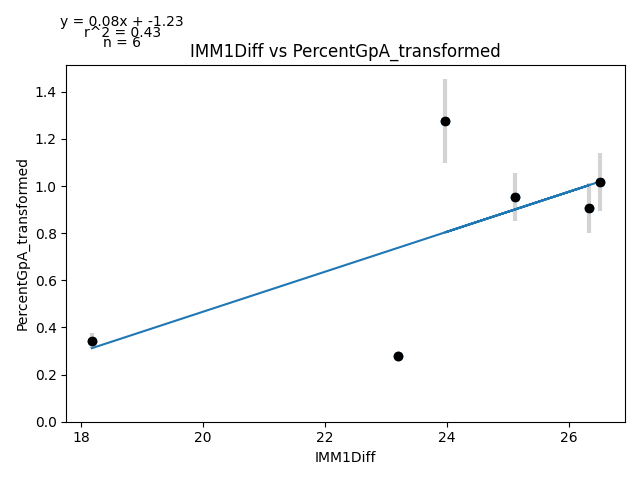 y = 0.08x + -1.23
r^2 = 0.43
n = 6
IMM1Diff vs PercentGpA_transformed
1.4
1.2
1.0
0.8
0.6
0.4
0.2
0.0
PercentGpA_transformed
18 20 22 24 26
IMM1Diff